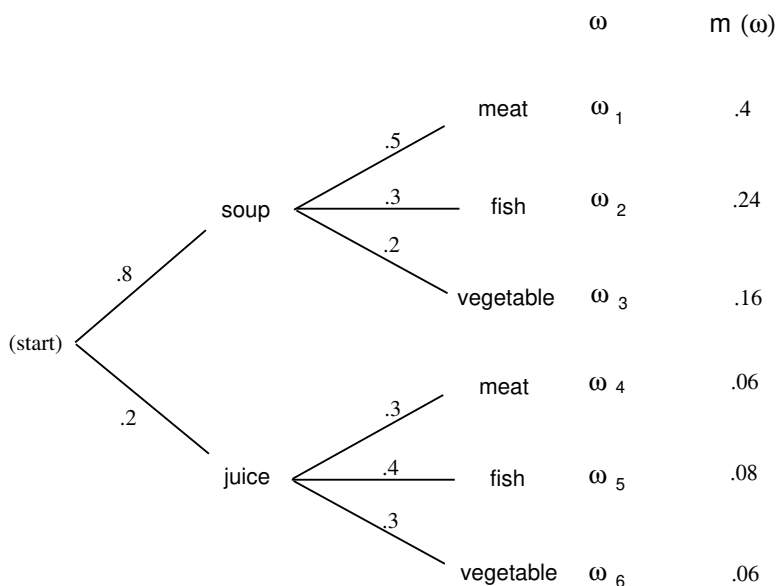 ω m (ω)
meat ω 1 .4
.5
soup .3 fish ω 2 .24
.2
.8
vegetable ω 3 .16
(start)
meat ω 4 .06
.3
.2
juice .4 fish ω 5 .08
.3
vegetable ω 6 .06